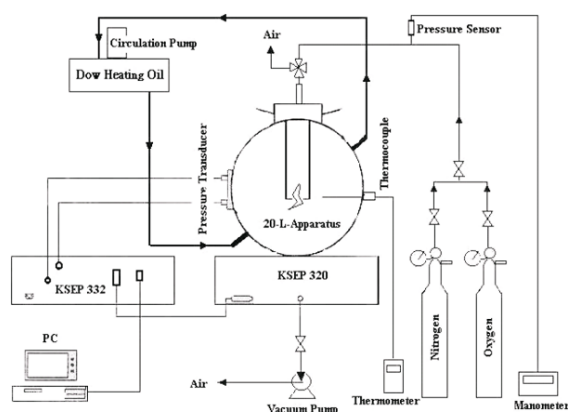 Air
Pressure Sensor
Circulation Pump
Dow Heating Oil
Pressure Transducer
Thermocouple
20-L-Apparatus
KSEP 332
KSEP 320
PC
Nitrogen
Oxygen
Air
Vacuum Pump
Thermometer
Manometer